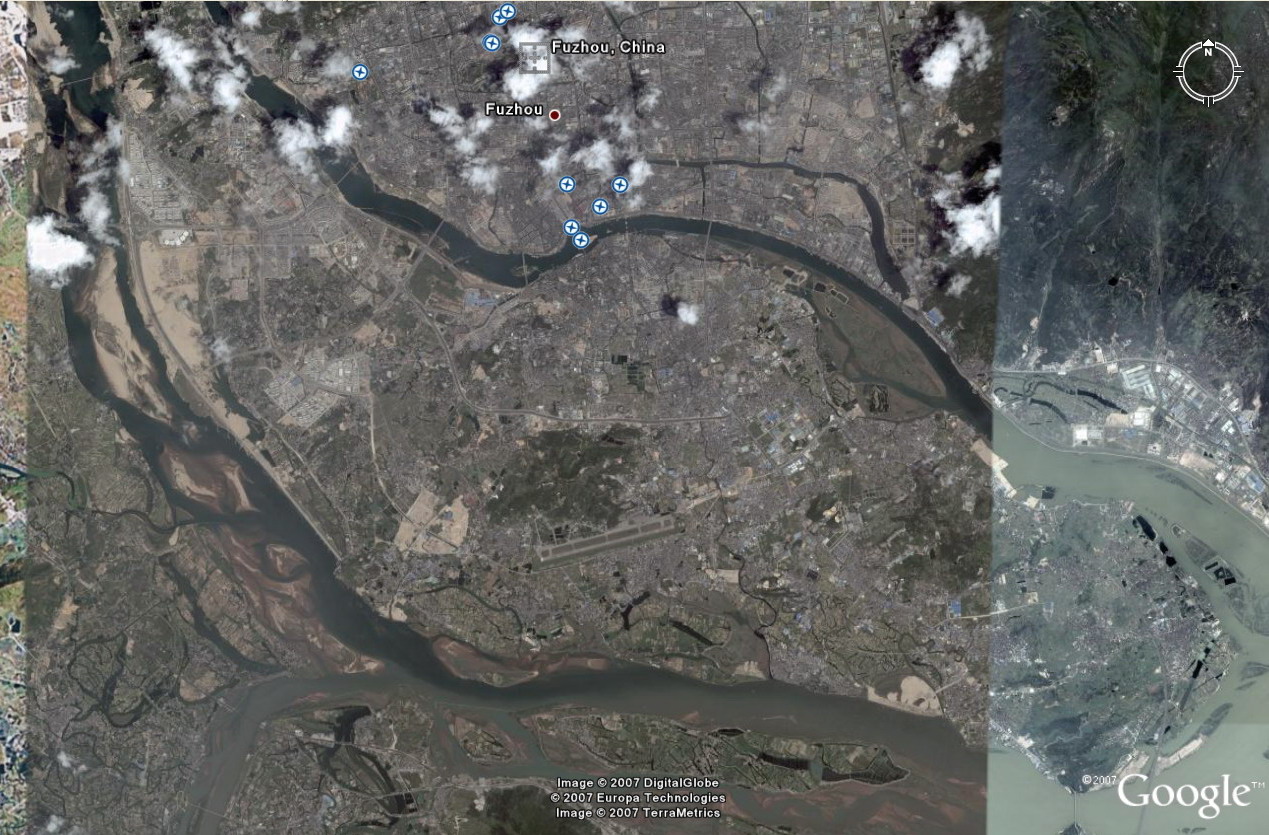 N
Fuzhou, China
Fuzhou
Image © 2007 DigitalGlobe
© 2007 Europa Technologies
Image © 2007 TerraMetrics
© 2007 Google™